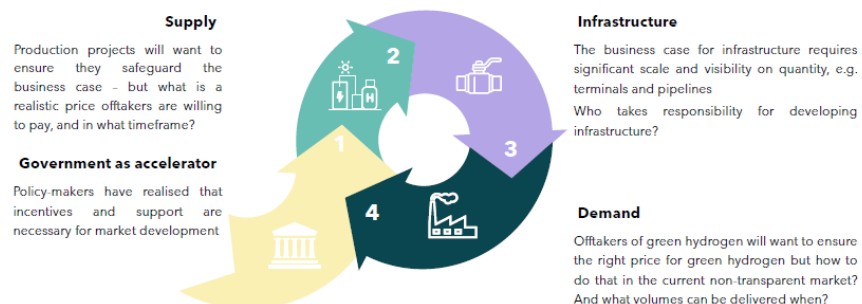 Supply
Production projects will want to
ensure they safeguard the
business case - but what is a
realistic price offtakers are willing
to pay, and in what timeframe?
Government as accelerator
Policy-makers have realised that
incentives and support are
necessary for market development
2
H
1
3
4
Infrastructure
The business case for infrastructure requires
significant scale and visibility on quantity, e.g.
terminals and pipelines
Who takes responsibility for developing
infrastructure?
Demand
Offtakers of green hydrogen will want to ensure
the right price for green hydrogen but how to
do that in the current non-transparent market?
And what volumes can be delivered when?